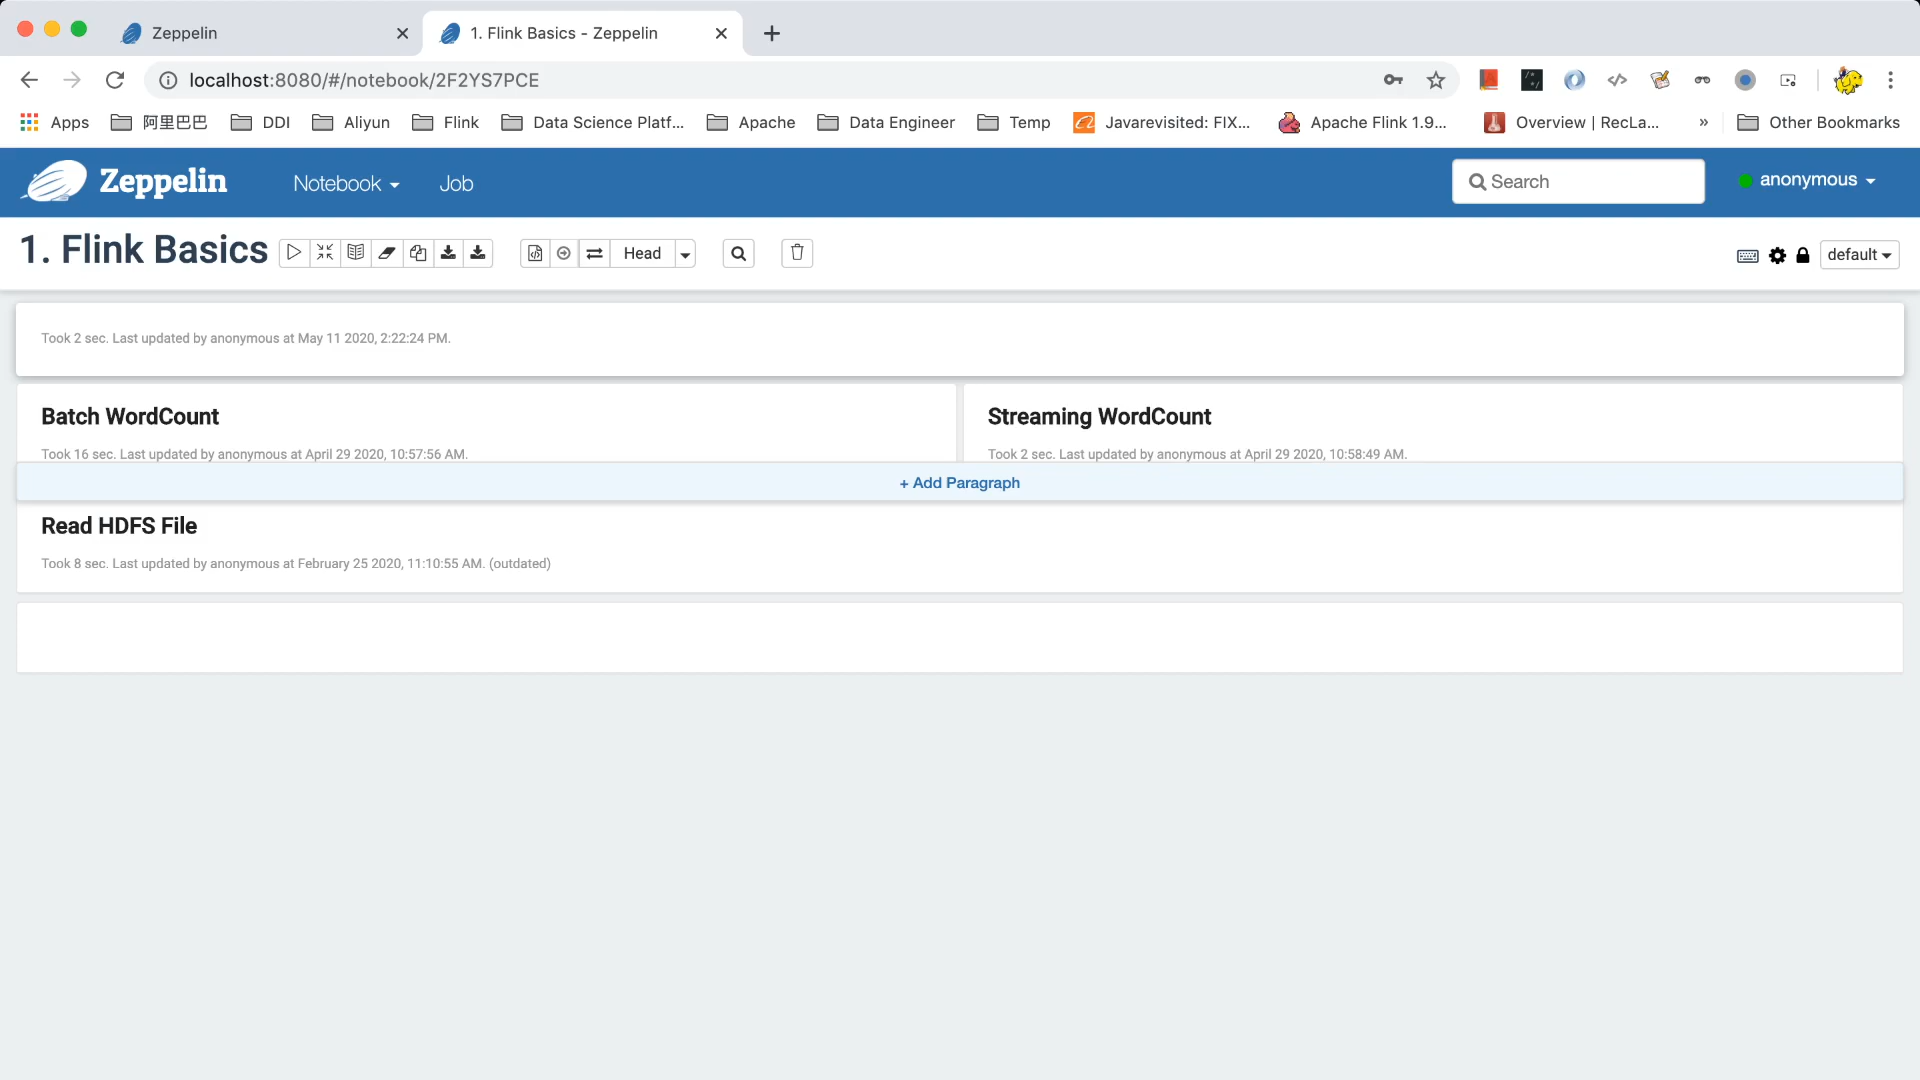 Zeppelin
1. Flink Basics - Zeppelin
localhost:8080/#/notebook/2F2YS7PCE
Apps 阿里巴巴 DDI Aliyun Flink Data Science Platf... Apache Data Engineer Temp Javarevisited: FIX... Apache Flink 1.9... Overview | RecLa... » Other Bookmarks
Zeppelin Notebook Job Search anonymous
1. Flink Basics Head default
Took 2 sec. Last updated by anonymous at May 11 2020, 2:22:24 PM.
Batch WordCount
Took 16 sec. Last updated by anonymous at April 29 2020, 10:57:56 AM.
Streaming WordCount
Took 2 sec. Last updated by anonymous at April 29 2020, 10:58:49 AM.
+ Add Paragraph
Read HDFS File
Took 8 sec. Last updated by anonymous at February 25 2020, 11:10:55 AM. (outdated)